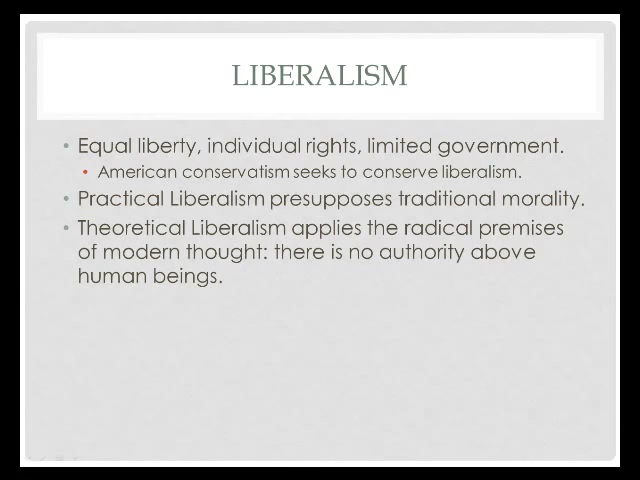 LIBERALISM
• Equal liberty, individual rights, limited government.
• American conservatism seeks to conserve liberalism.
• Practical Liberalism presupposes traditional morality.
• Theoretical Liberalism applies the radical premises
of modern thought: there is no authority above
human beings.